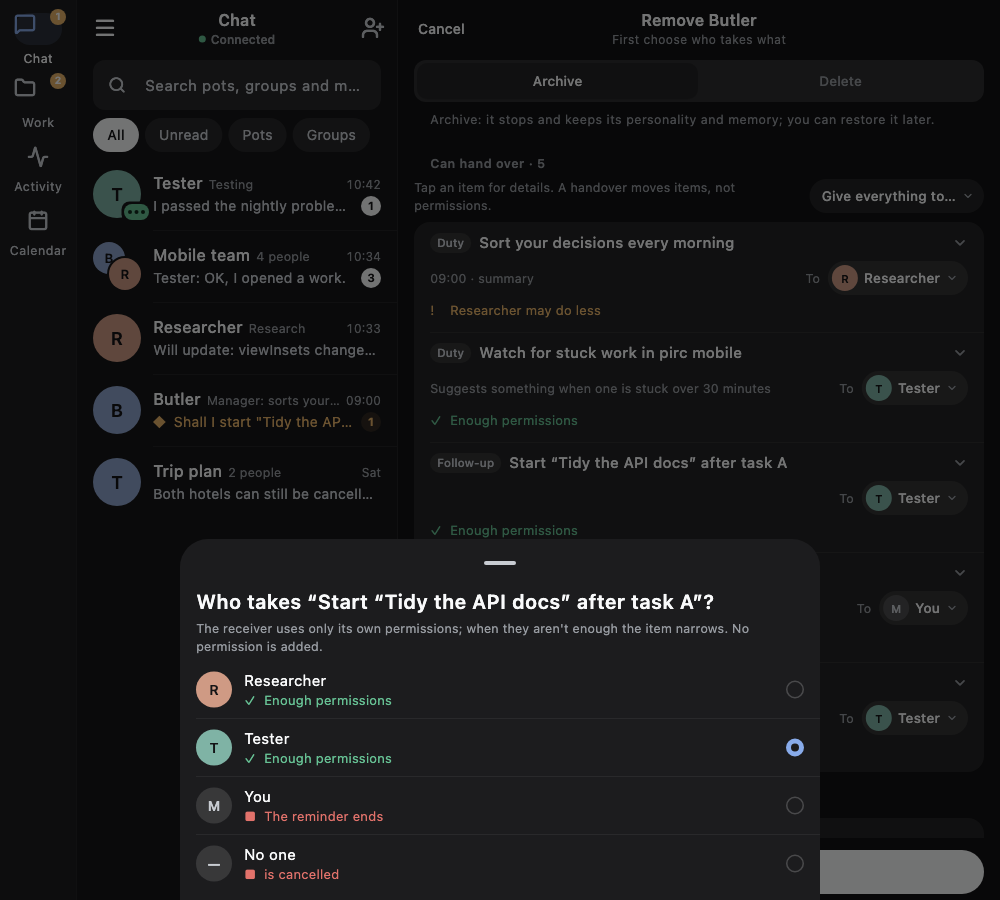 1
Chat
2
Work
Activity
Calendar
Chat
Connected
Search pots, groups and m...
All
Unread
Pots
Groups
T
Tester Testing 10:42
I passed the nightly proble... 1
B
R
Mobile team 4 people 10:34
Tester: OK, I opened a work. 3
R
Researcher Research 10:33
Will update: viewInsets change...
B
Butler Manager: sorts your... 09:00
Shall I start "Tidy the AP... 1
T
Trip plan 2 people Sat
Both hotels can still be cancell...
Cancel
Remove Butler
First choose who takes what
Archive
Delete
Archive: it stops and keeps its personality and memory; you can restore it later.
Can hand over · 5
Tap an item for details. A handover moves items, not
permissions.
Give everything to...
Duty Sort your decisions every morning
09:00 · summary To R Researcher
! Researcher may do less
Duty Watch for stuck work in pirc mobile
Suggests something when one is stuck over 30 minutes To T Tester
Enough permissions
Follow-up Start “Tidy the API docs” after task A
To T Tester
Enough permissions
To M You
To T Tester
Who takes “Start “Tidy the API docs” after task A”?
The receiver uses only its own permissions; when they aren't enough the item narrows. No
permission is added.
R
Researcher
Enough permissions
T
Tester
Enough permissions
M
You
The reminder ends
—
No one
is cancelled